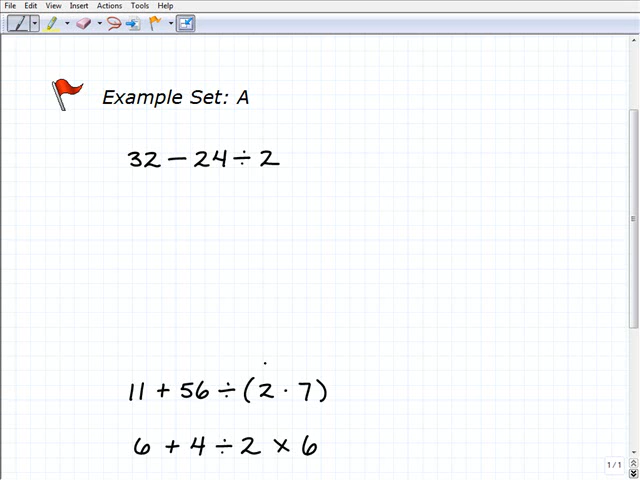 File Edit View Insert Actions Tools Help
Example Set: A
32 − 24 ÷ 2
11 + 56 ÷ (2 · 7)
6 + 4 ÷ 2 × 6
1 / 1